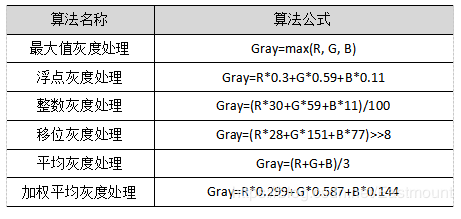 算法名称 算法公式
最大值灰度处理 Gray=max(R, G, B)
浮点灰度处理 Gray=R*0.3+G*0.59+B*0.11
整数灰度处理 Gray=(R*30+G*59+B*11)/100
移位灰度处理 Gray=(R*28+G*151+B*77)>>8
平均灰度处理 Gray=(R+G+B)/3
加权平均灰度处理 Gray=R*0.299+G*0.587+B*0.144